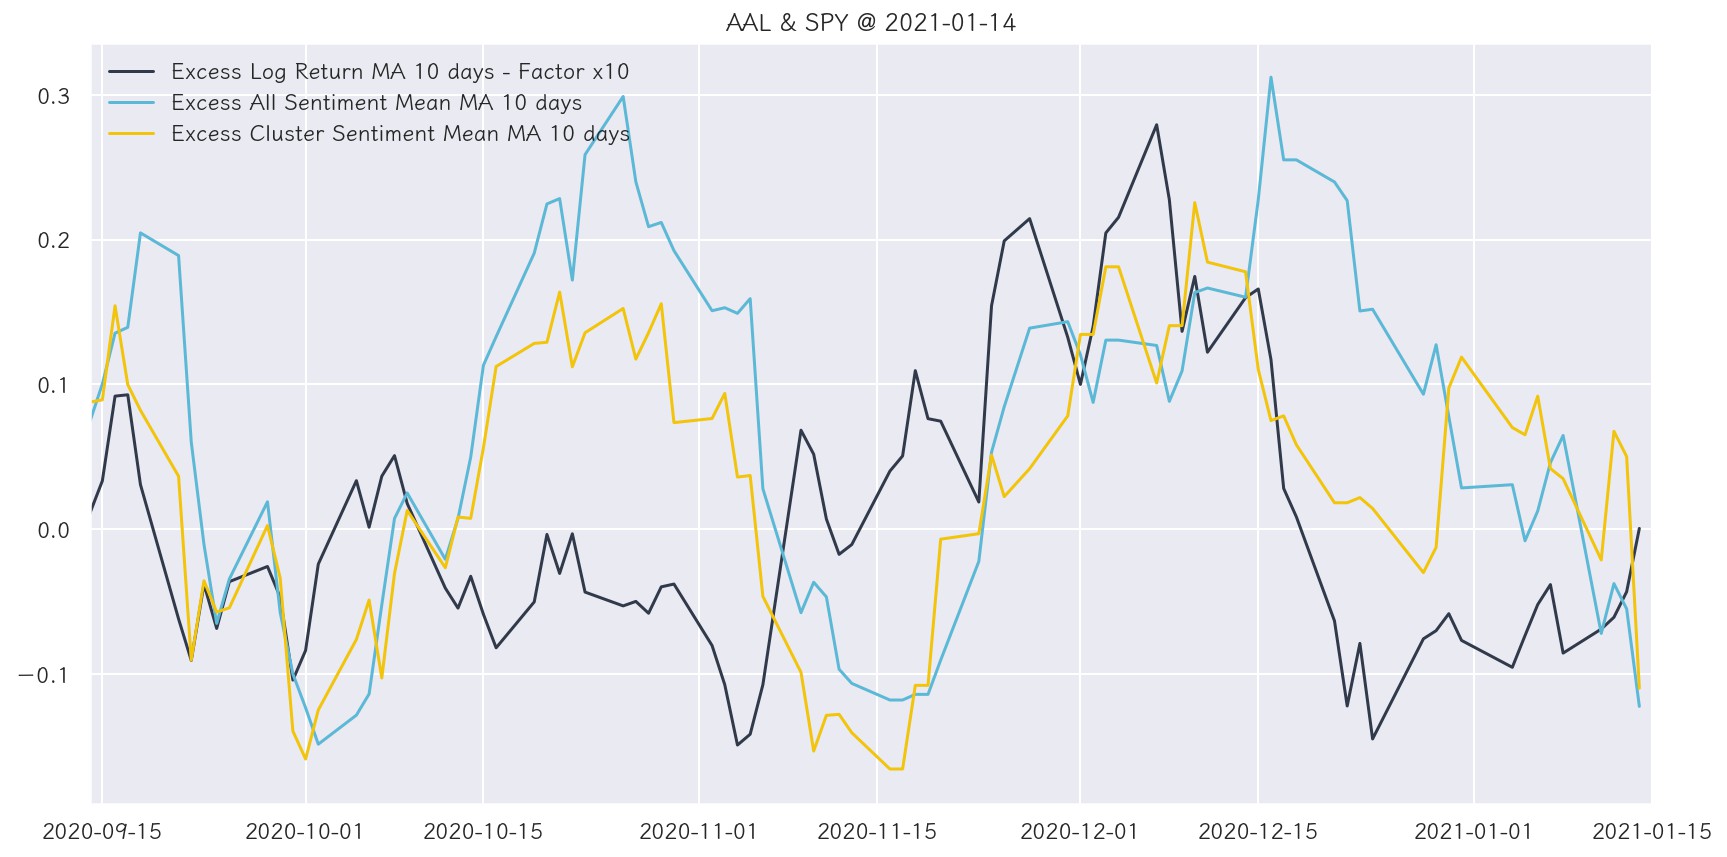 AAL & SPY @ 2021-01-14
Excess Log Return MA 10 days - Factor x10
Excess All Sentiment Mean MA 10 days
Excess Cluster Sentiment Mean MA 10 days
0.3
0.2
0.1
0.0
−0.1
2020-09-15 2020-10-01 2020-10-15 2020-11-01 2020-11-15 2020-12-01 2020-12-15 2021-01-01 2021-01-15